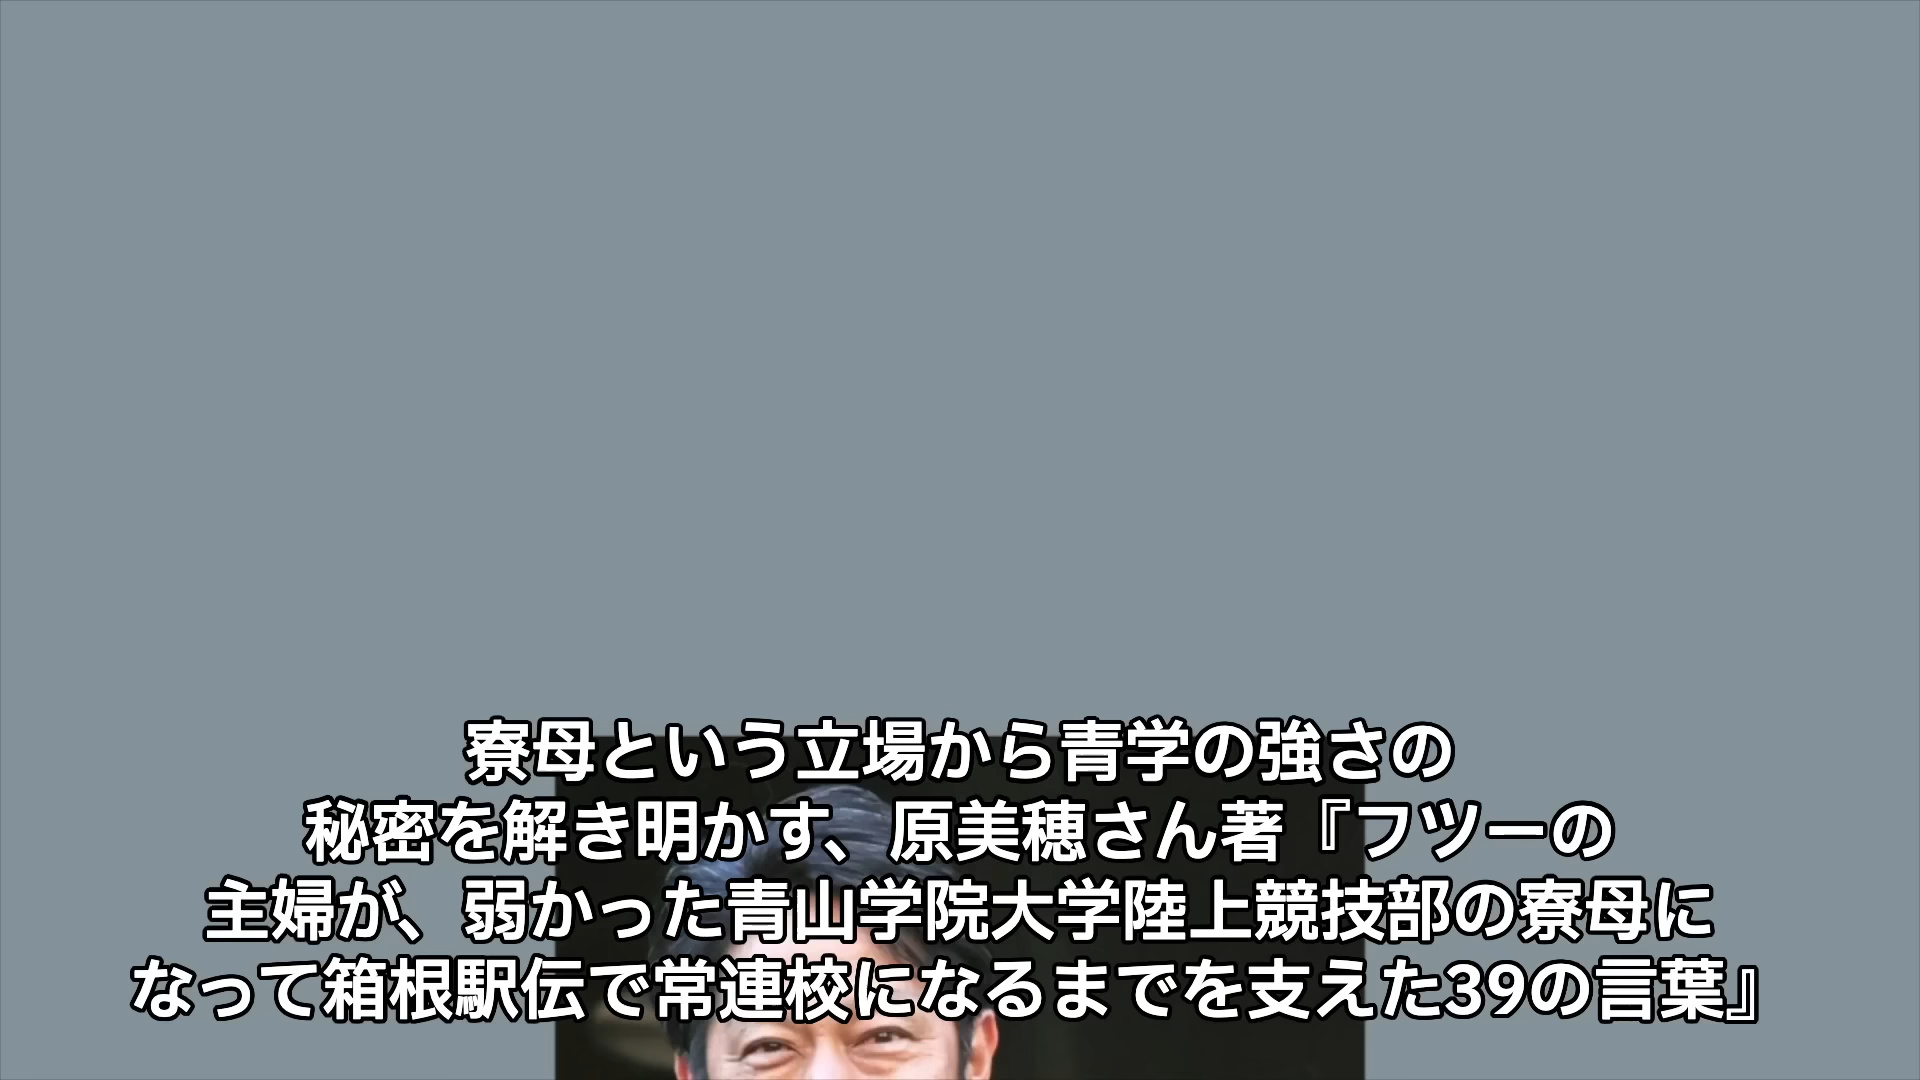 寮母という立場から青学の強さの
秘密を解き明かす、原美穂さん著『フツーの
主婦が、弱かった青山学院大学陸上競技部の寮母に
なって箱根駅伝で常連校になるまでを支えた39の言葉』